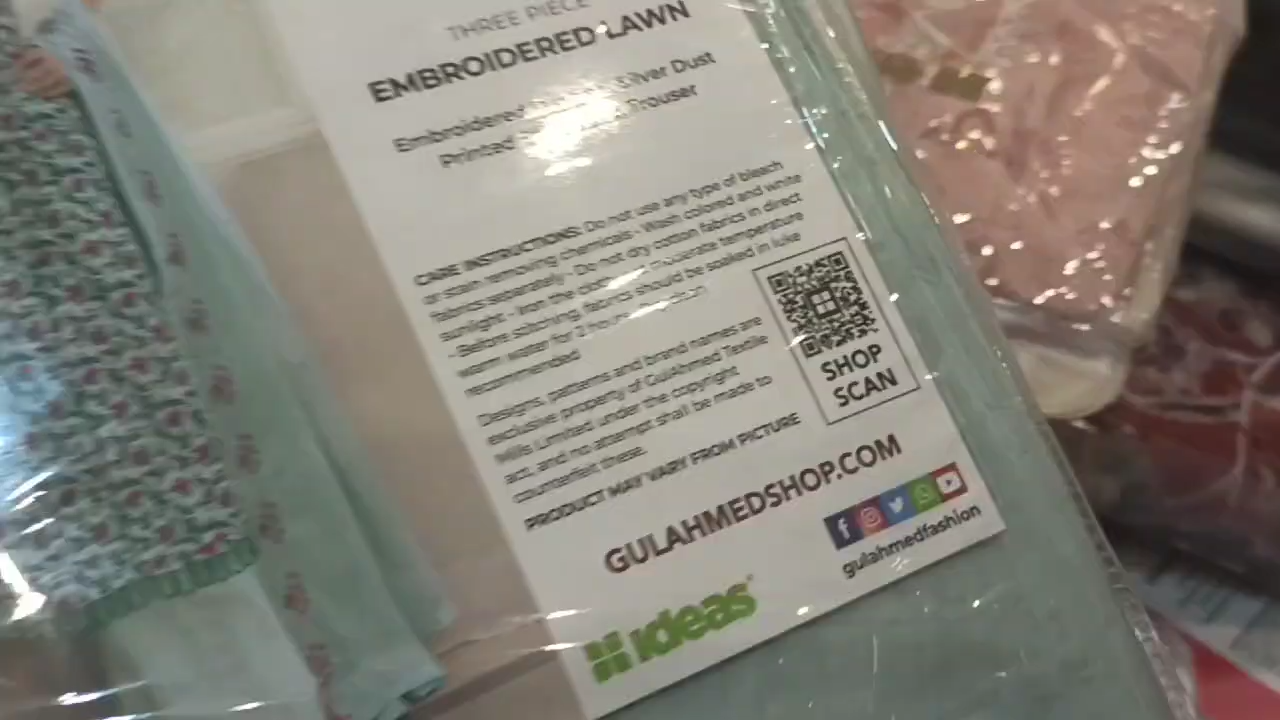 THREE PIECE
EMBROIDERED LAWN
Embroidered Silver Dust
Printed Trouser
CARE INSTRUCTIONS: Do not use any type of bleach
or stain removing chemicals - Wash colored and white
fabrics separately - Do not dry cotton fabrics in direct
sunlight - Iron the cloth moderate temperature
- Before stitching, fabrics should be soaked in luke
warm water for 2 hours
recommended
Designs, patterns and brand names are
exclusive property of GulAhmed Textile
Mills Limited under the copyright
act, and no attempt shall be made to
counterfeit these.
PRODUCT MAY VARY FROM PICTURE
SHOP
SCAN
GULAHMEDSHOP.COM
gulahmedfashion
ideas